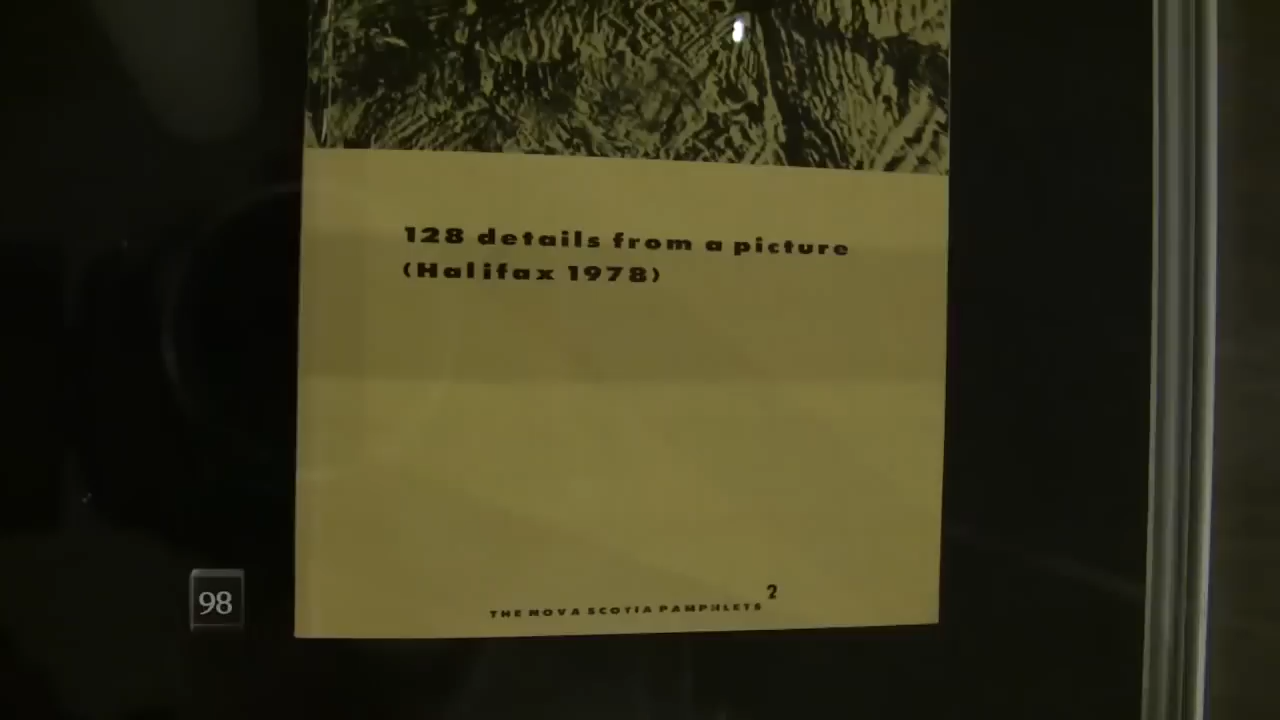 128 details from a picture
(Halifax 1978)
2
THE NOVA SCOTIA PAMPHLETS
98